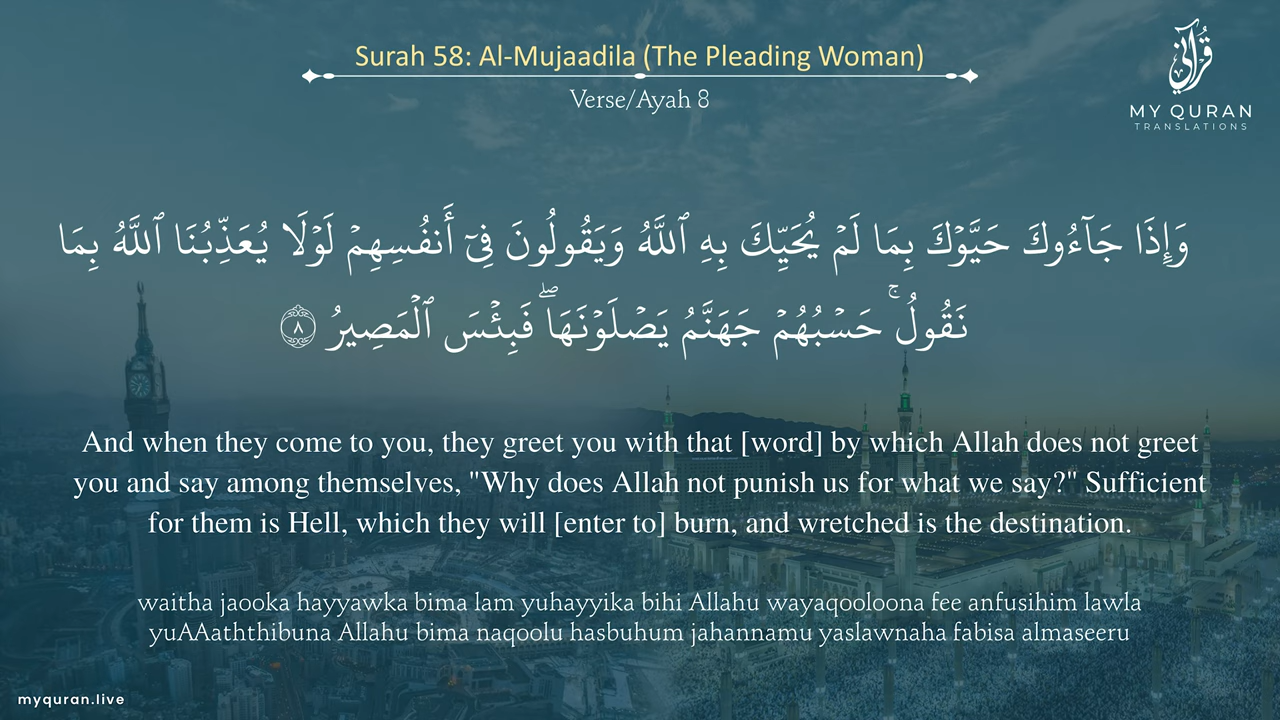 Surah 58: Al-Mujaadila (The Pleading Woman)
Verse/Ayah 8
قرآني
MY QURAN
TRANSLATIONS
وَإِذَا جَآءُوكَ حَيَّوْكَ بِمَا لَمْ يُحَيِّكَ بِهِ ٱللَّهُ وَيَقُولُونَ فِىٓ أَنفُسِهِمْ لَوْلَا يُعَذِّبُنَا ٱللَّهُ بِمَا
نَقُولُ ۚ حَسْبُهُمْ جَهَنَّمُ يَصْلَوْنَهَا ۖ فَبِئْسَ ٱلْمَصِيرُ ٨
And when they come to you, they greet you with that [word] by which Allah does not greet
you and say among themselves, "Why does Allah not punish us for what we say?" Sufficient
for them is Hell, which they will [enter to] burn, and wretched is the destination.
waitha jaooka hayyawka bima lam yuhayyika bihi Allahu wayaqooloona fee anfusihim lawla
yuAAaththibuna Allahu bima naqoolu hasbuhum jahannamu yaslawnaha fabisa almaseeru
myquran.live